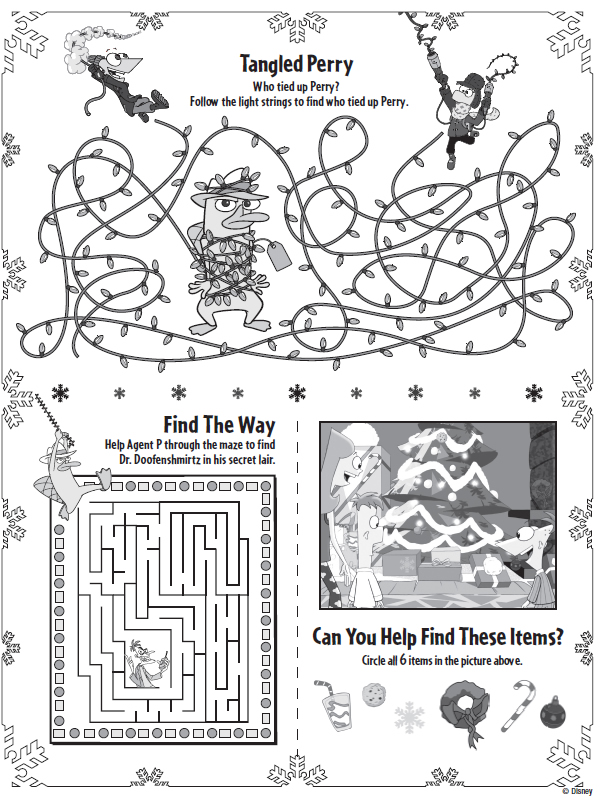 Tangled Perry
Who tied up Perry?
Follow the light strings to find who tied up Perry.
Find The Way
Help Agent P through the maze to find
Dr. Doofenshmirtz in his secret lair.
Can You Help Find These Items?
Circle all 6 items in the picture above.
© Disney